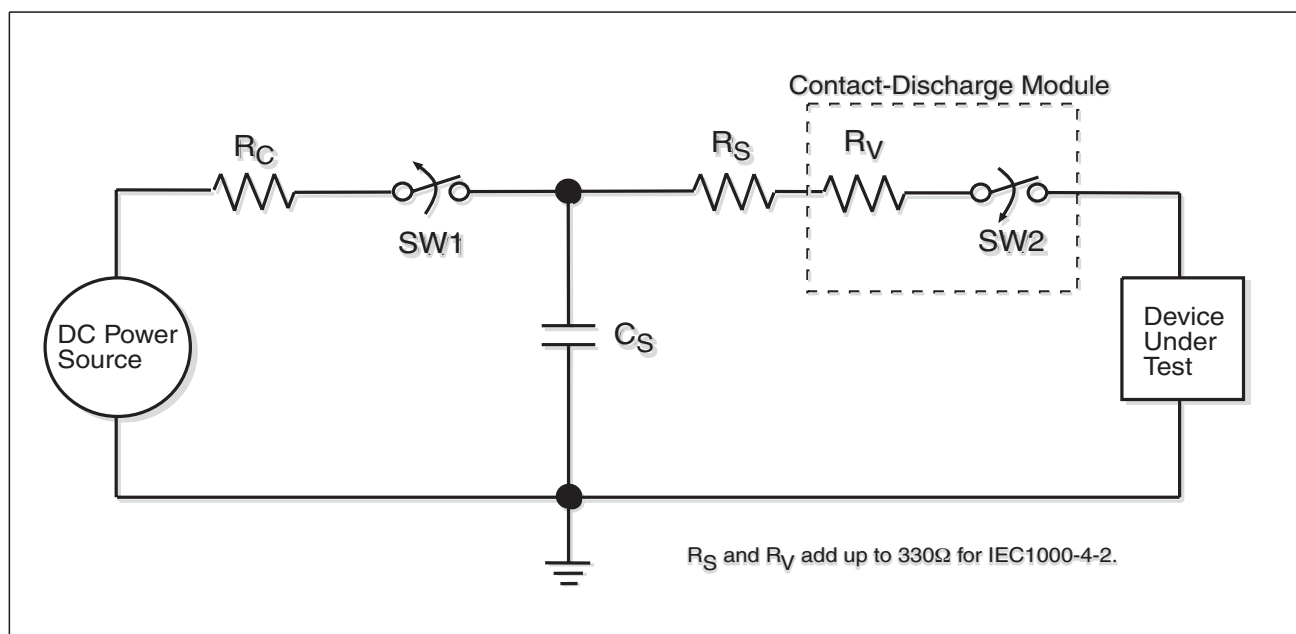 Contact-Discharge Module
RC
RS
RV
SW1
SW2
CS
DC Power
Source
Device
Under
Test
RS and RV add up to 330Ω for IEC1000-4-2.